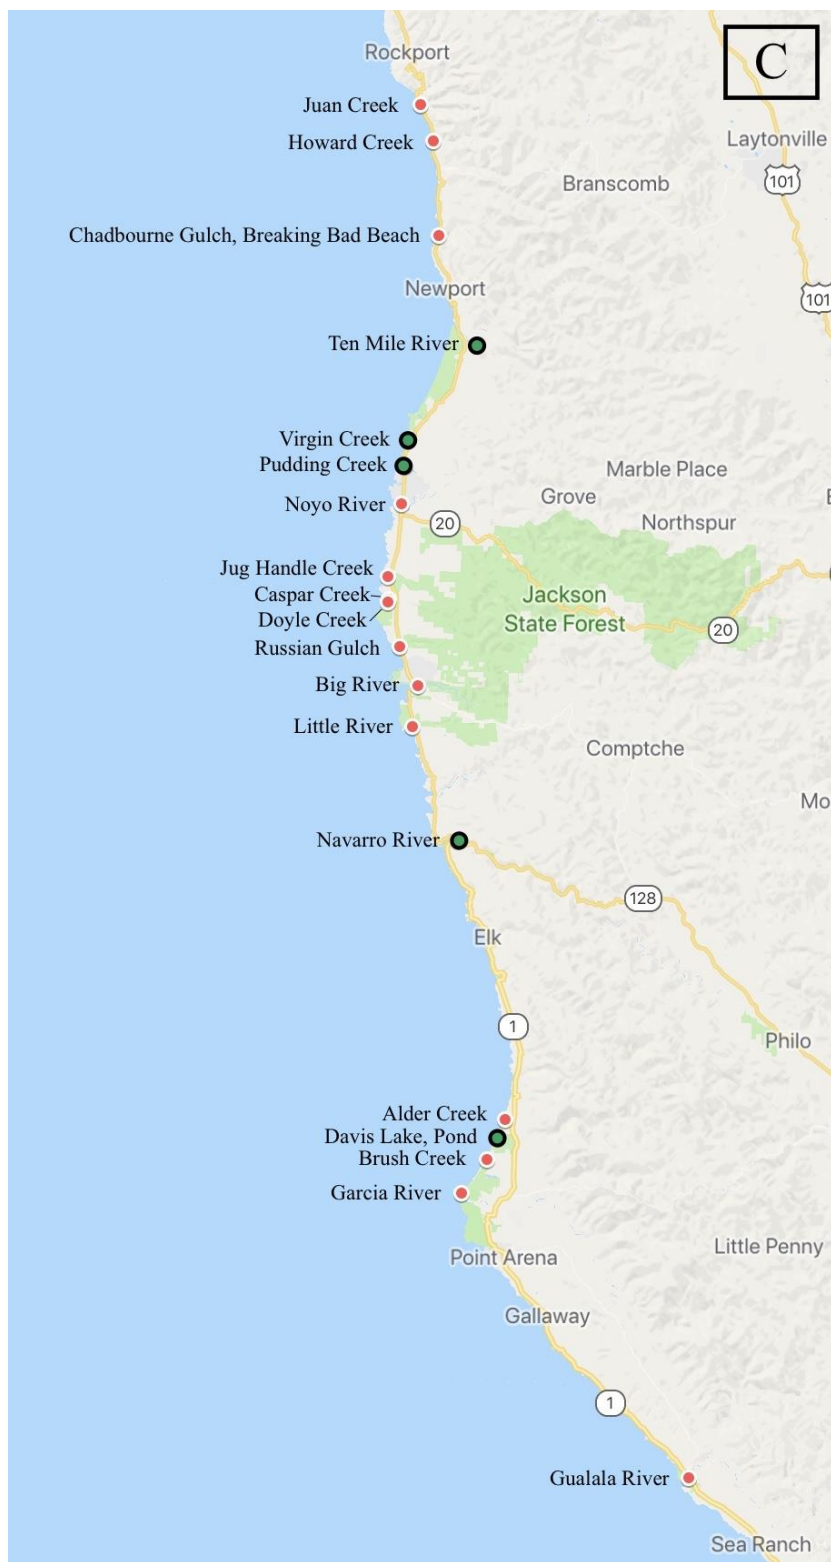 C
Rockport
Juan Creek
Laytonville
Howard Creek
101
Branscomb
Chadbourne Gulch, Breaking Bad Beach
Newport
101
Ten Mile River
Virgin Creek
Pudding Creek
Marble Place
Grove
Noyo River
20
Northspur
Jug Handle Creek
Caspar Creek
Jackson
State Forest
Doyle Creek
20
Russian Gulch
Big River
Little River
Comptche
Mo
Navarro River
128
Elk
1
Philo
Alder Creek
Davis Lake, Pond
Brush Creek
Garcia River
Little Penny
Point Arena
Gallaway
1
Gualala River
Sea Ranch